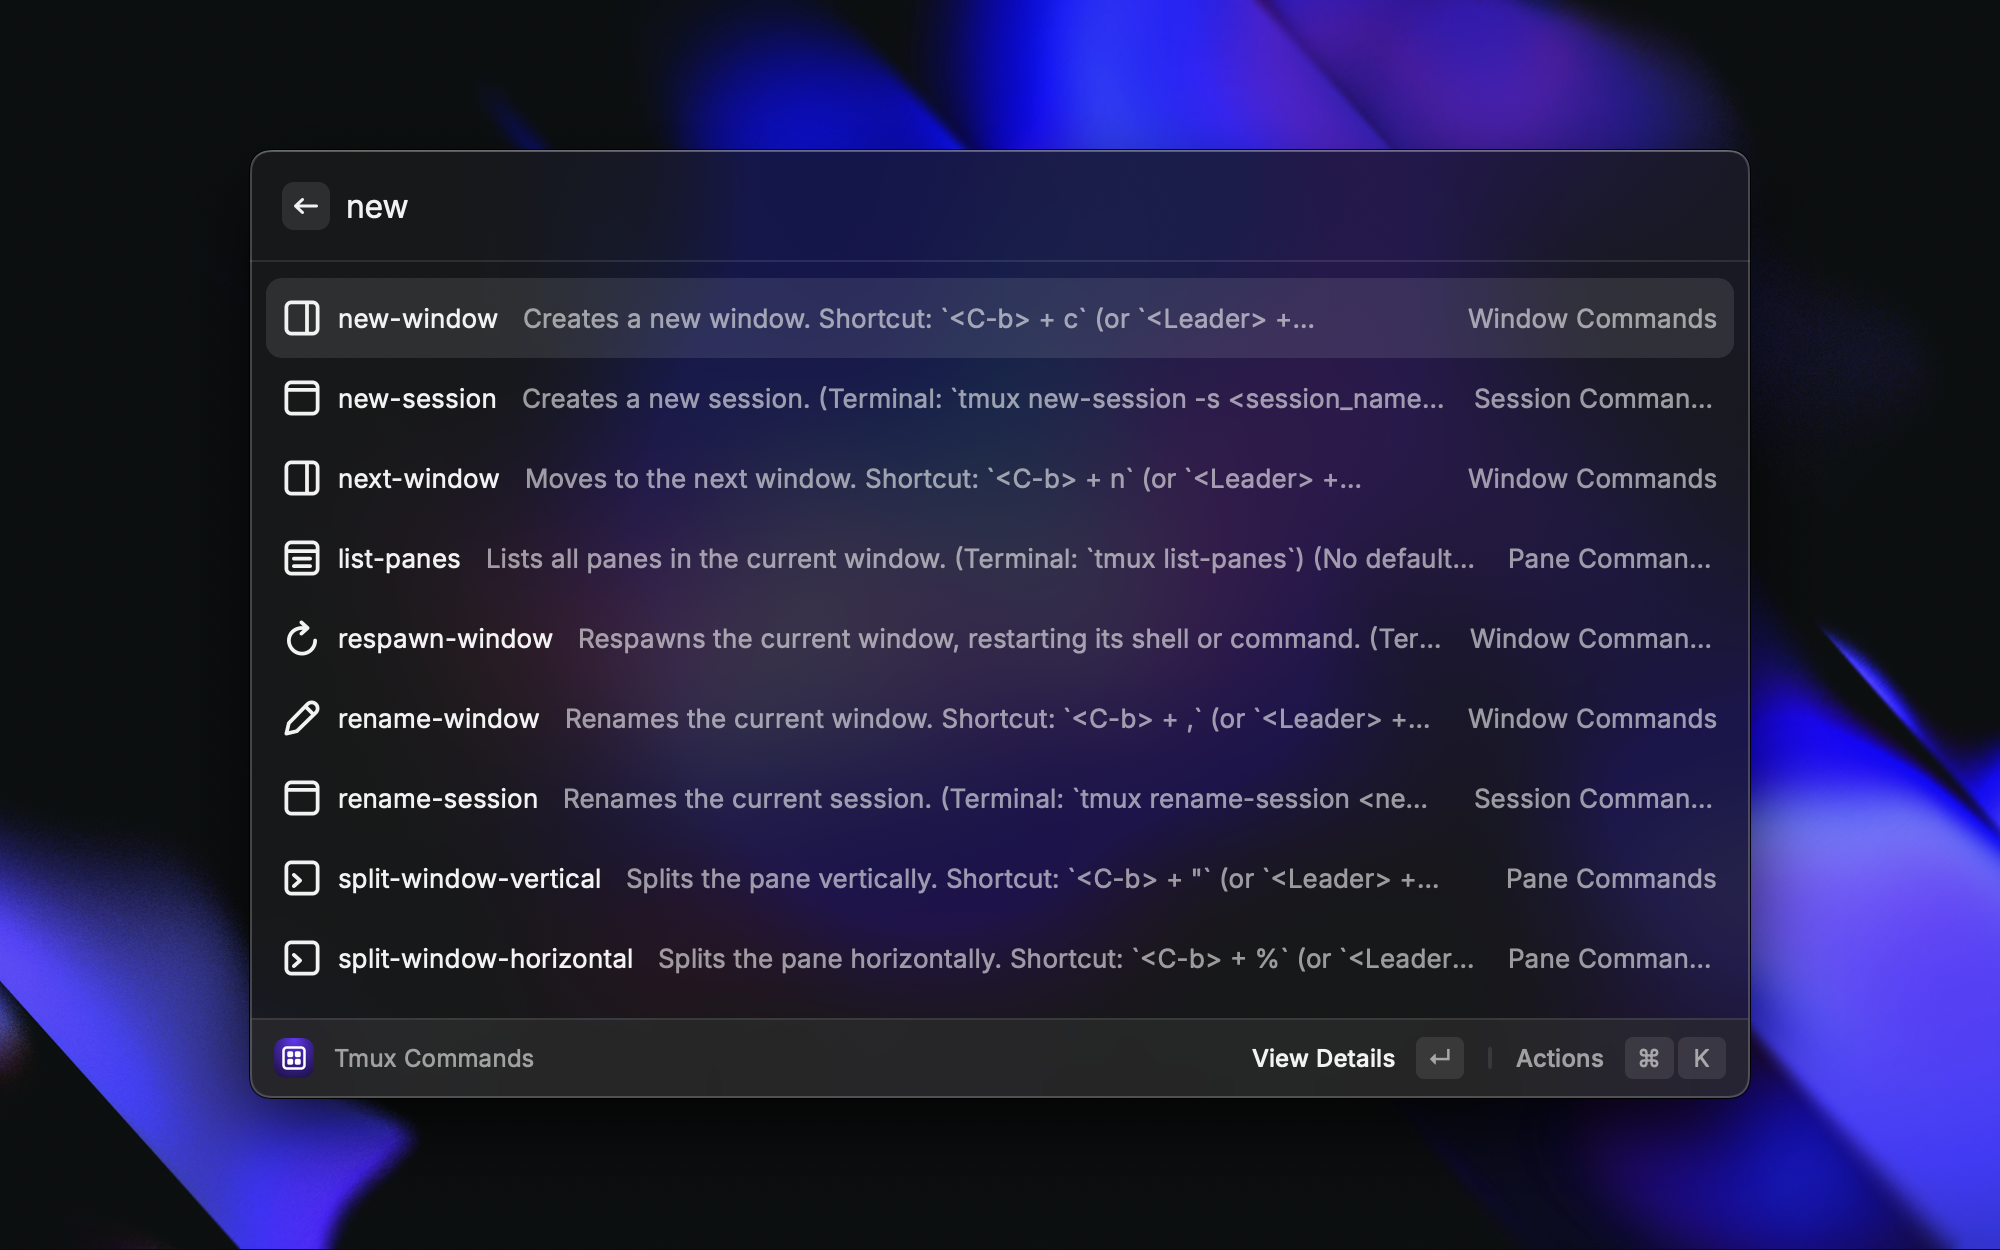 new
new-window Creates a new window. Shortcut: `<C-b> + c` (or `<Leader> +... Window Commands
new-session Creates a new session. (Terminal: `tmux new-session -s <session_name... Session Comman...
next-window Moves to the next window. Shortcut: `<C-b> + n` (or `<Leader> +... Window Commands
list-panes Lists all panes in the current window. (Terminal: `tmux list-panes`) (No default... Pane Comman...
respawn-window Respawns the current window, restarting its shell or command. (Ter... Window Comman...
rename-window Renames the current window. Shortcut: `<C-b> + ,` (or `<Leader> +... Window Commands
rename-session Renames the current session. (Terminal: `tmux rename-session <ne... Session Comman...
split-window-vertical Splits the pane vertically. Shortcut: `<C-b> + "` (or `<Leader> +... Pane Commands
split-window-horizontal Splits the pane horizontally. Shortcut: `<C-b> + %` (or `<Leader... Pane Comman...
Tmux Commands View Details ↵ Actions ⌘ K